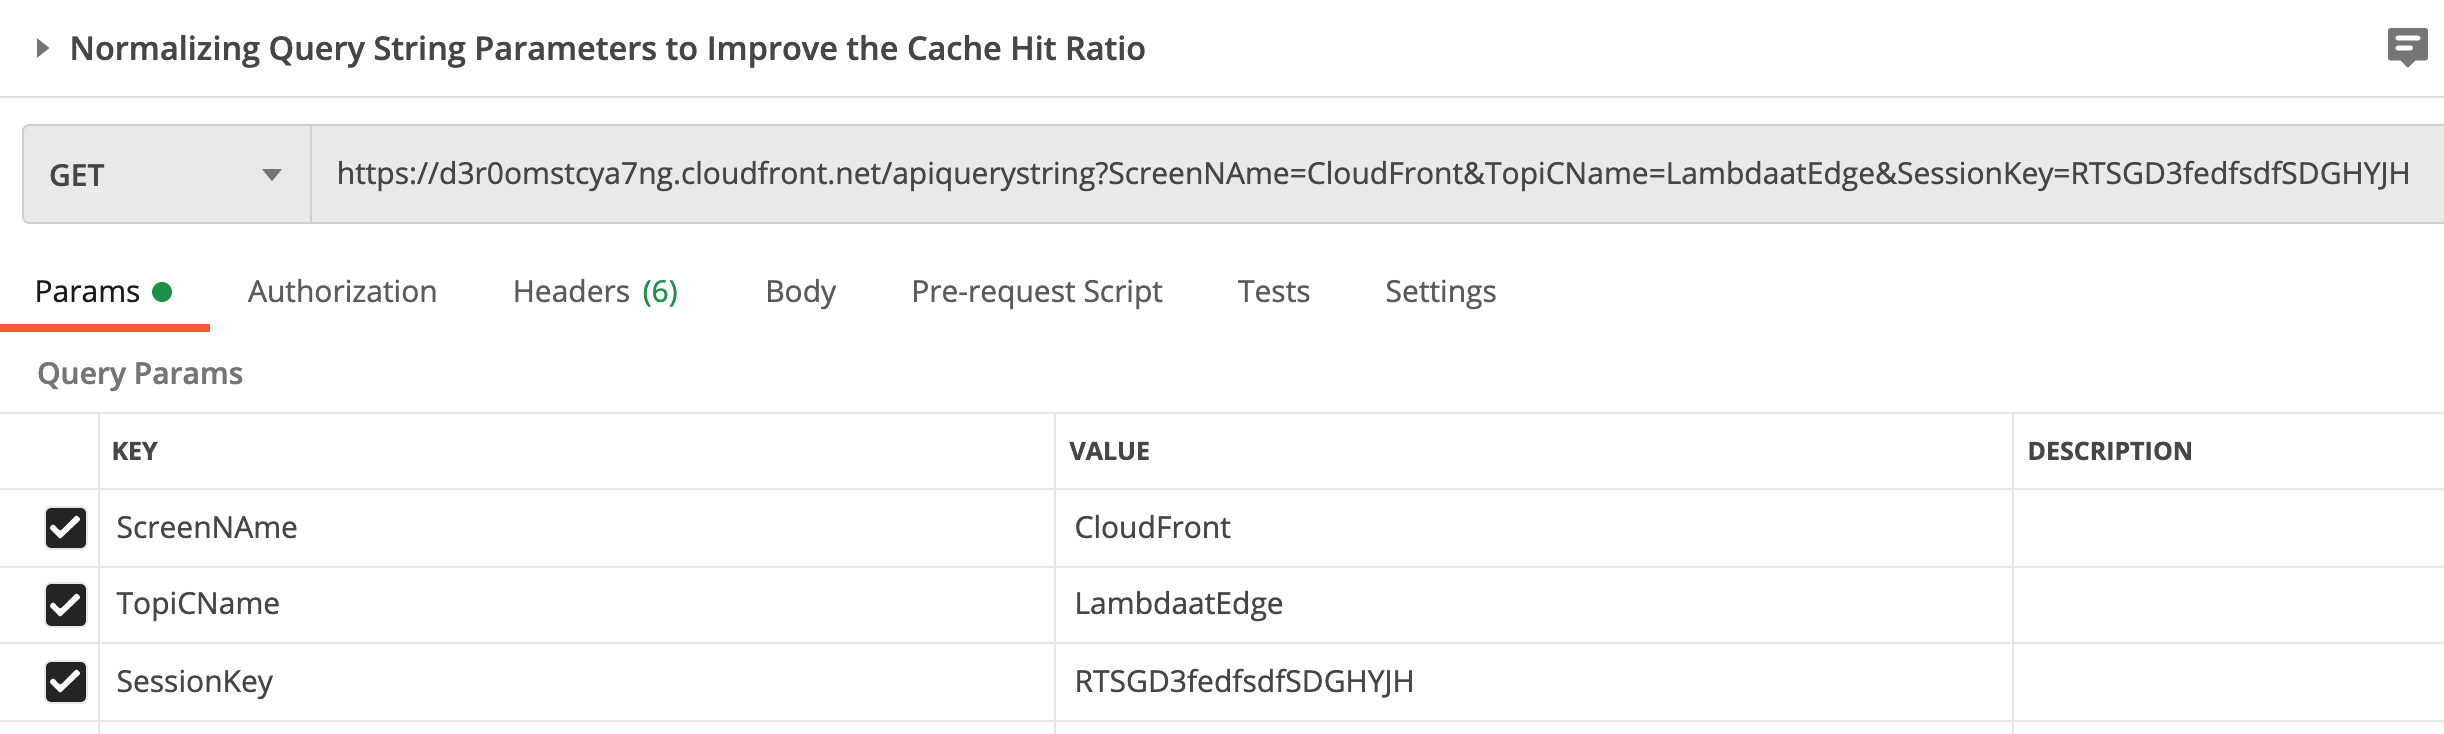 Normalizing Query String Parameters to Improve the Cache Hit Ratio
GET https://d3r0omstcya7ng.cloudfront.net/apiquerystring?ScreenNAme=CloudFront&TopiCName=LambdaatEdge&SessionKey=RTSGD3fedfsdfSDGHYJH
Params Authorization Headers (6) Body Pre-request Script Tests Settings
Query Params
KEY VALUE DESCRIPTION
ScreenNAme CloudFront
TopiCName LambdaatEdge
SessionKey RTSGD3fedfsdfSDGHYJH